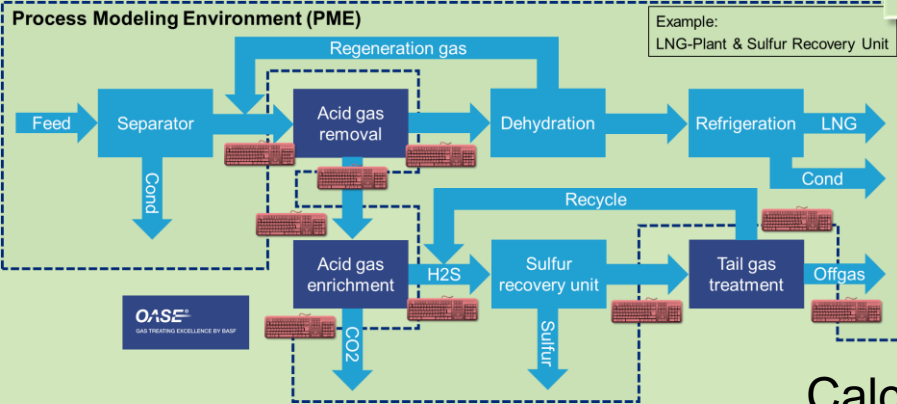 Process Modeling Environment (PME)
Example:
LNG-Plant & Sulfur Recovery Unit
Regeneration gas
Feed
Separator
Acid gas
removal
Dehydration
Refrigeration
LNG
Cond
Cond
Recycle
Acid gas
enrichment
H2S
Sulfur
recovery unit
Tail gas
treatment
Offgas
OASE®
GAS TREATING EXCELLENCE BY BASF
CO2
Sulfur
Calc